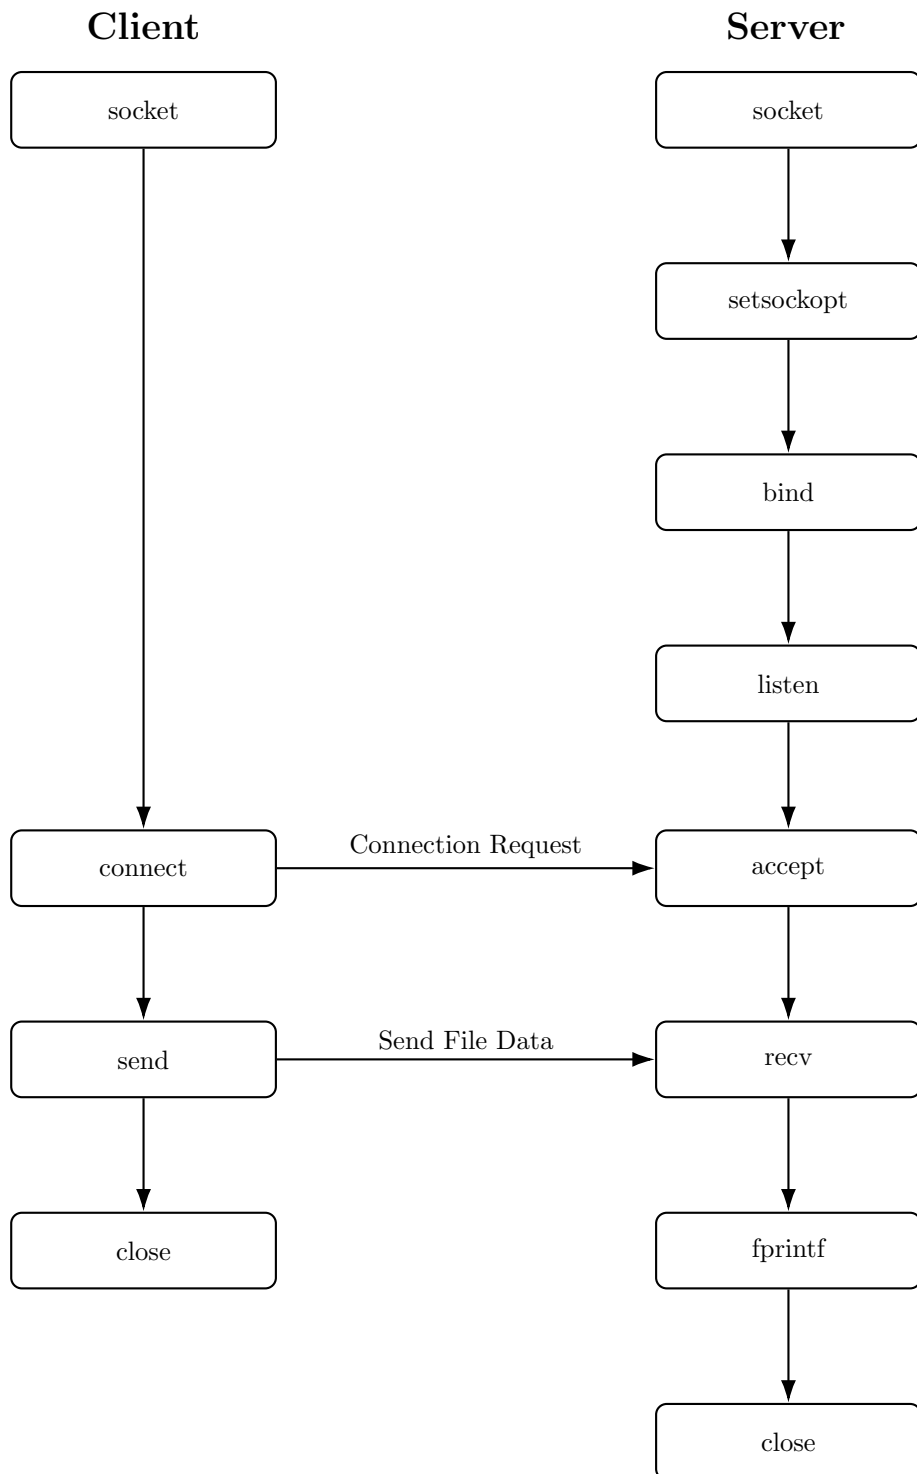 Client
Server
socket
socket
setsockopt
bind
listen
connect
Connection Request
accept
send
Send File Data
recv
close
fprintf
close